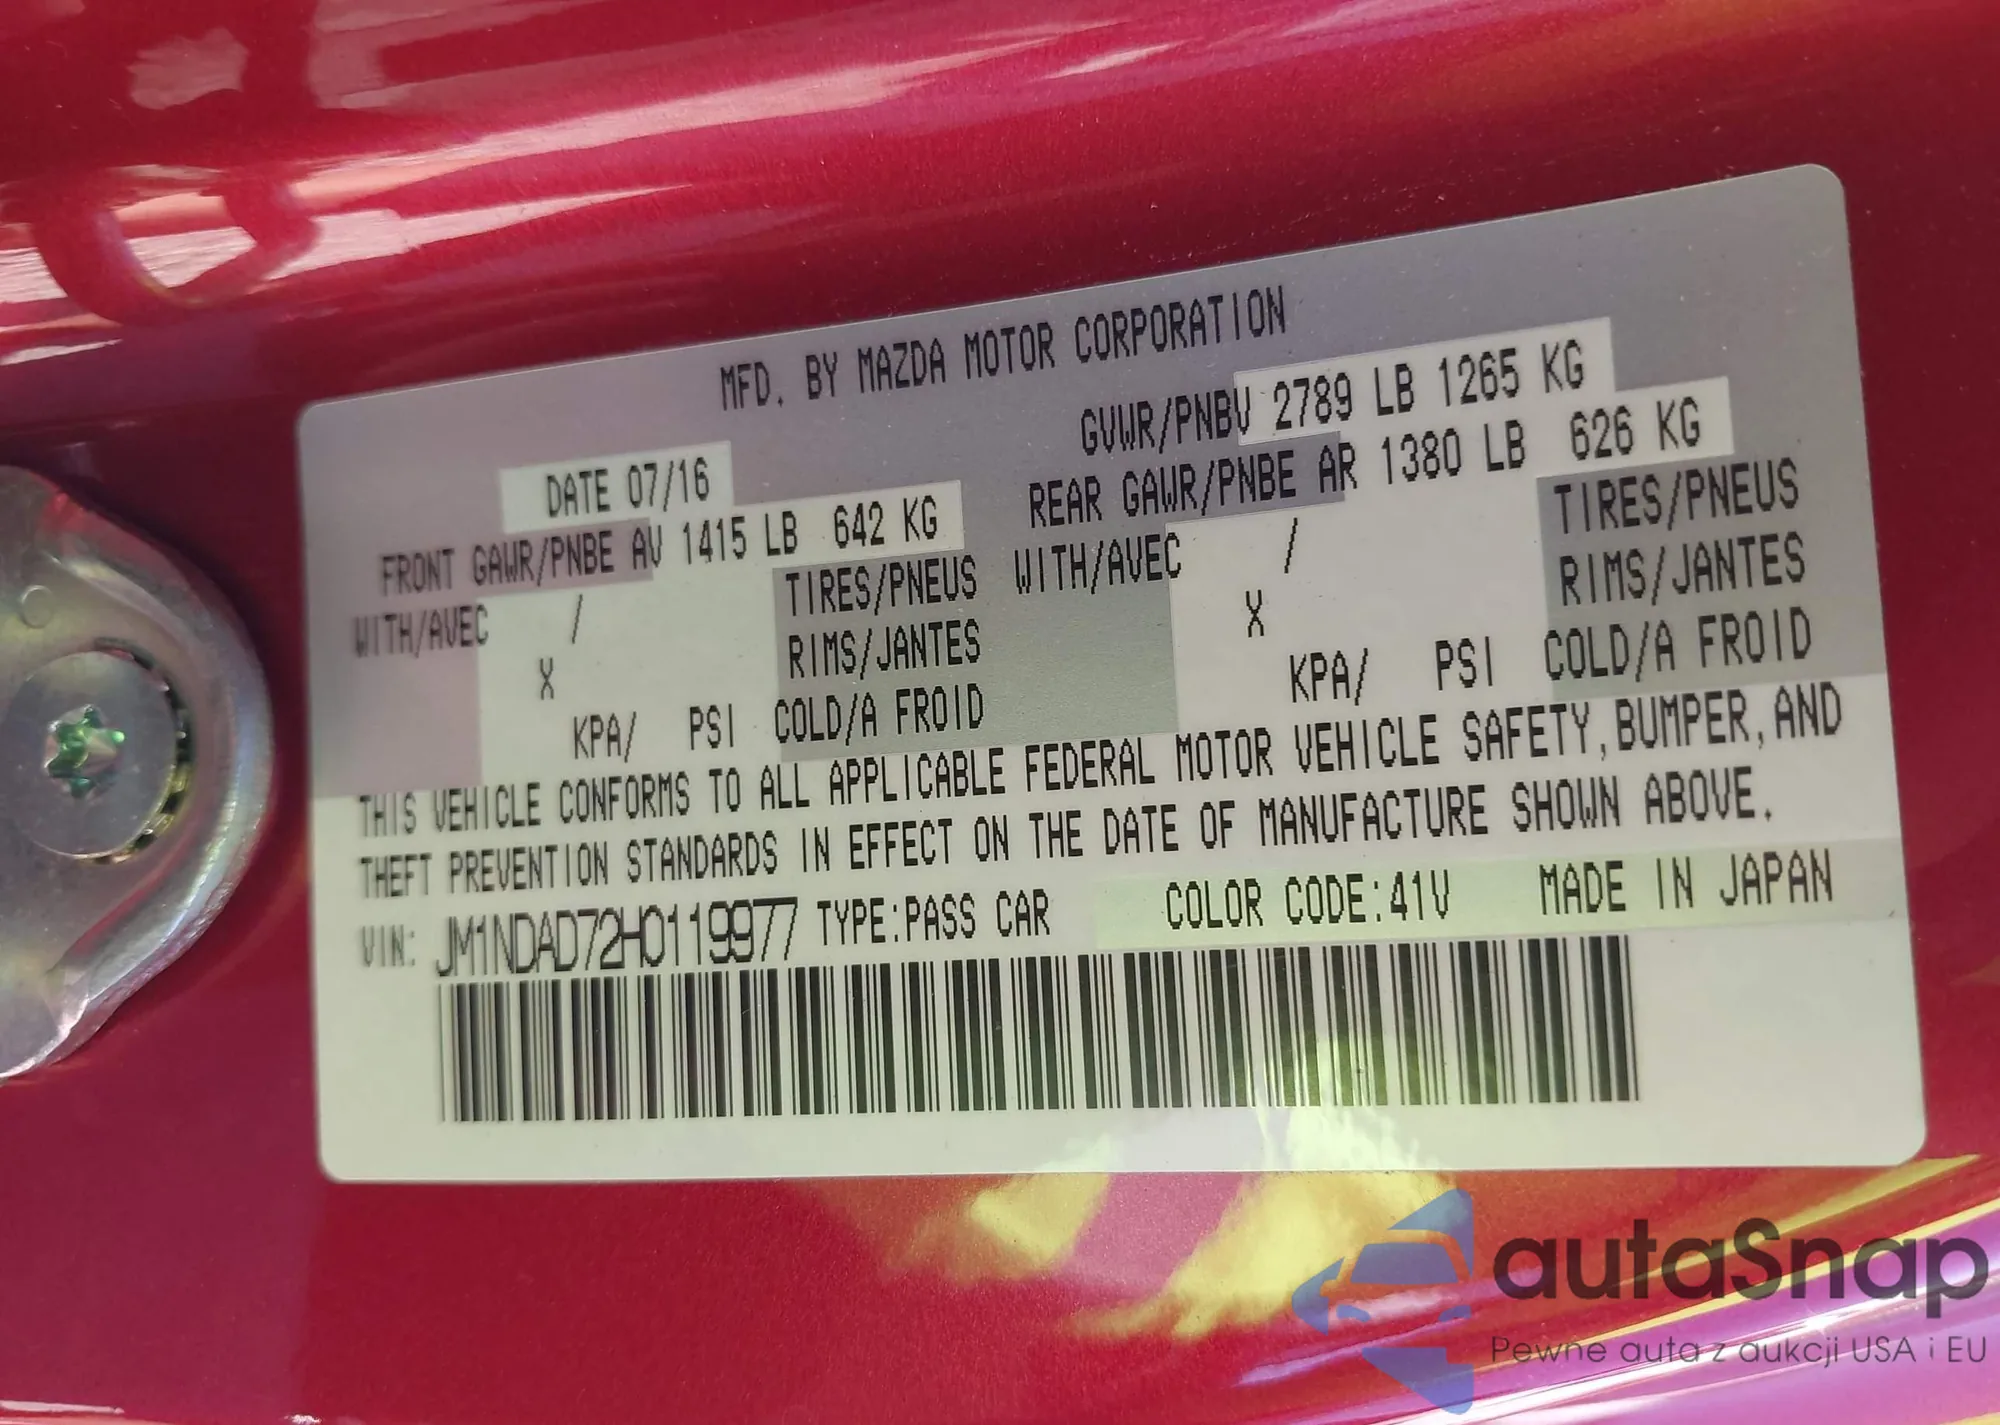 MFD. BY MAZDA MOTOR CORPORATION
DATE 07/16
GVWR/PNBV 2789 LB 1265 KG
FRONT GAWR/PNBE AV 1415 LB 642 KG
REAR GAWR/PNBE AR 1380 LB 626 KG
WITH/AVEC / TIRES/PNEUS
X RIMS/JANTES
KPA/ PSI COLD/A FROID
WITH/AVEC / TIRES/PNEUS
X RIMS/JANTES
KPA/ PSI COLD/A FROID
THIS VEHICLE CONFORMS TO ALL APPLICABLE FEDERAL MOTOR VEHICLE SAFETY, BUMPER, AND
THEFT PREVENTION STANDARDS IN EFFECT ON THE DATE OF MANUFACTURE SHOWN ABOVE.
VIN: JM1NDAD72H0119977 TYPE:PASS CAR COLOR CODE:41V MADE IN JAPAN
autaSnap
Pewne auta z aukcji USA i EU